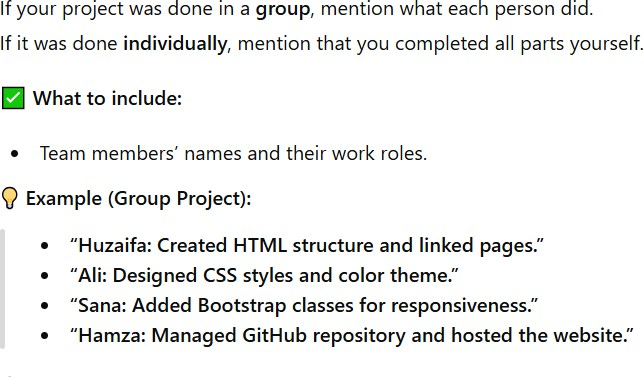 If your project was done in a group, mention what each person did.
If it was done individually, mention that you completed all parts yourself.
✅ What to include:
• Team members’ names and their work roles.
💡 Example (Group Project):
• “Huzaifa: Created HTML structure and linked pages.”
• “Ali: Designed CSS styles and color theme.”
• “Sana: Added Bootstrap classes for responsiveness.”
• “Hamza: Managed GitHub repository and hosted the website.”